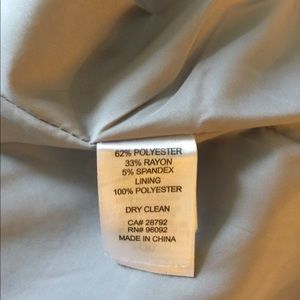 62% POLYESTER
33% RAYON
5% SPANDEX
LINING
100% POLYESTER
DRY CLEAN
CA# 28792
RN# 96092
MADE IN CHINA